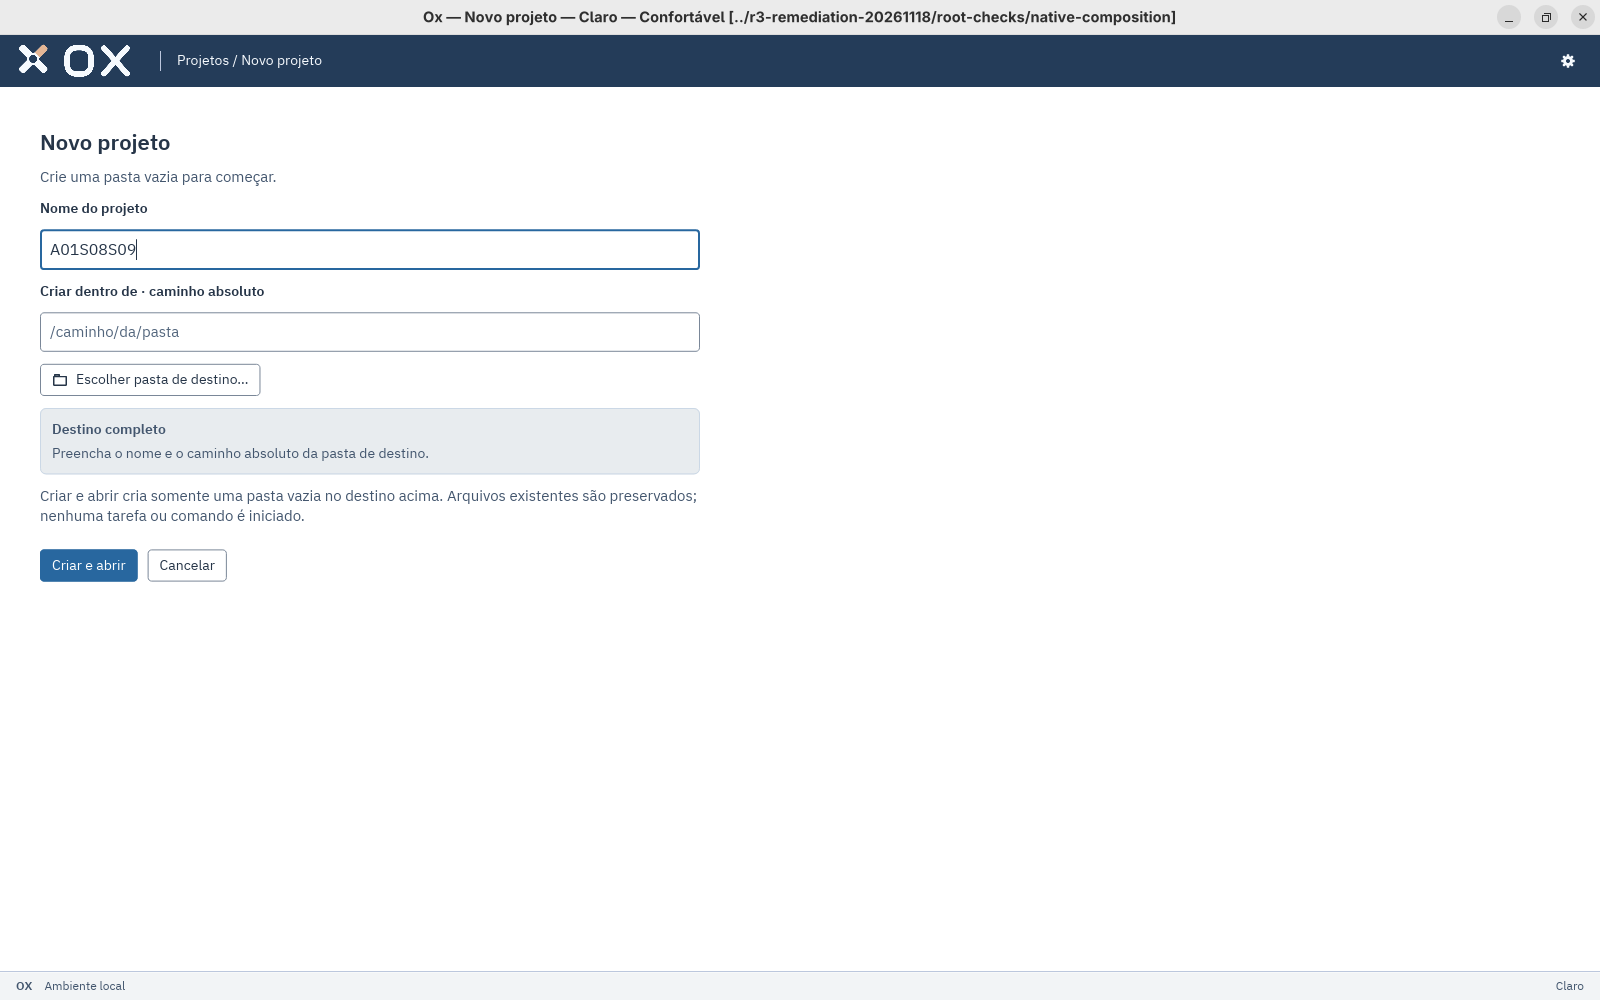 Ox — Novo projeto — Claro — Confortável [../r3-remediation-20261118/root-checks/native-composition]
OX
Projetos / Novo projeto
Novo projeto
Crie uma pasta vazia para começar.
Nome do projeto
A01S08S09
Criar dentro de · caminho absoluto
/caminho/da/pasta
Escolher pasta de destino...
Destino completo
Preencha o nome e o caminho absoluto da pasta de destino.
Criar e abrir cria somente uma pasta vazia no destino acima. Arquivos existentes são preservados;
nenhuma tarefa ou comando é iniciado.
Criar e abrir
Cancelar
OX Ambiente local
Claro